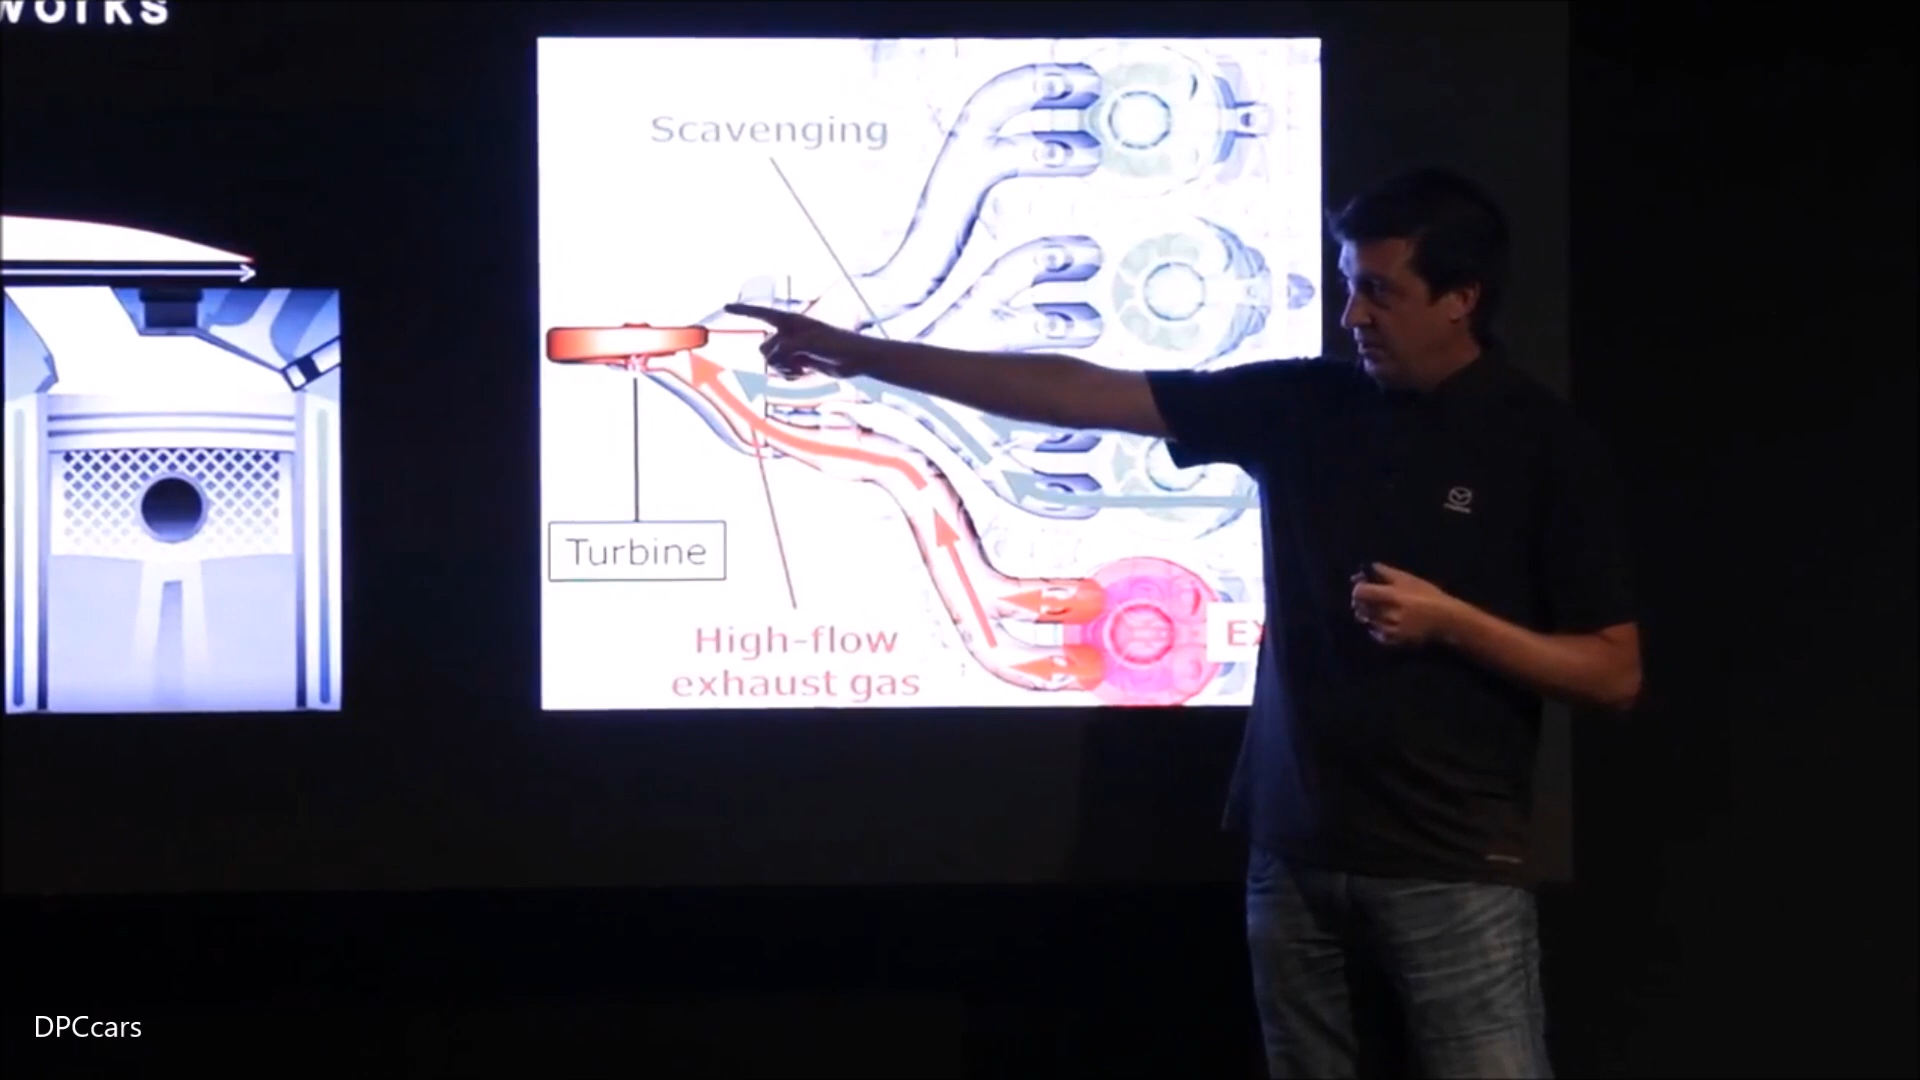 works
Scavenging
Turbine
High-flow
exhaust gas
EX
DPCcars